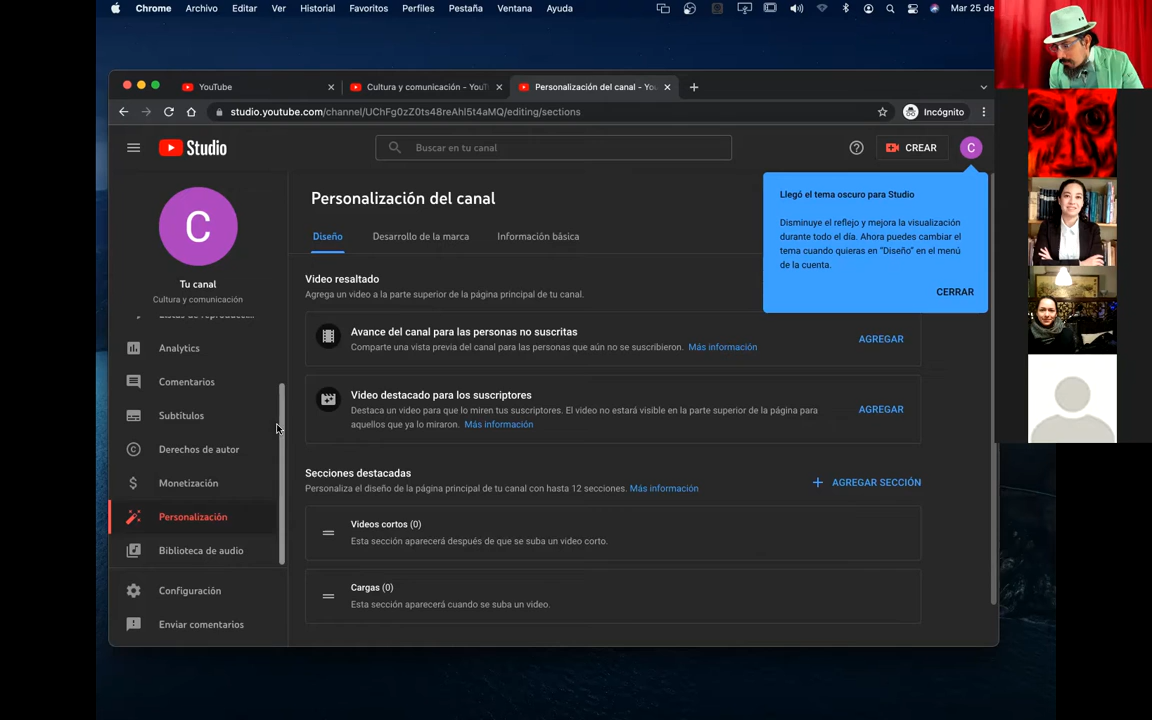 Chrome Archivo Editar Ver Historial Favoritos Perfiles Pestaña Ventana Ayuda Mar 25 de
YouTube
Cultura y comunicación - YouT
Personalización del canal - You
studio.youtube.com/channel/UChFg0zZ0ts48reAhl5t4aMQ/editing/sections
Incógnito
Studio
Buscar en tu canal
CREAR
C
C
Tu canal
Cultura y comunicación
Analytics
Comentarios
Subtítulos
Derechos de autor
Monetización
Personalización
Biblioteca de audio
Configuración
Enviar comentarios
Personalización del canal
Diseño Desarrollo de la marca Información básica
Llegó el tema oscuro para Studio
Disminuye el reflejo y mejora la visualización
durante todo el día. Ahora puedes cambiar el
tema cuando quieras en "Diseño" en el menú
de la cuenta.
CERRAR
Video resaltado
Agrega un video a la parte superior de la página principal de tu canal.
Avance del canal para las personas no suscritas
Comparte una vista previa del canal para las personas que aún no se suscribieron. Más información
AGREGAR
Video destacado para los suscriptores
Destaca un video para que lo miren tus suscriptores. El video no estará visible en la parte superior de la página para
aquellos que ya lo miraron. Más información
AGREGAR
Secciones destacadas
Personaliza el diseño de la página principal de tu canal con hasta 12 secciones. Más información
+ AGREGAR SECCIÓN
Videos cortos (0)
Esta sección aparecerá después de que se suba un video corto.
Cargas (0)
Esta sección aparecerá cuando se suba un video.